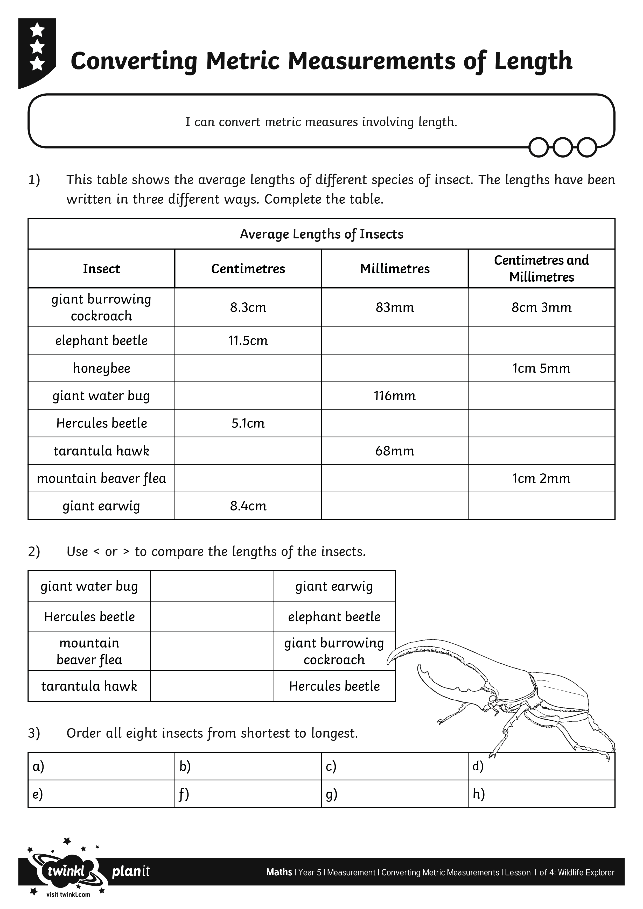 Converting Metric Measurements of Length
I can convert metric measures involving length.
1) This table shows the average lengths of different species of insect. The lengths have been
written in three different ways. Complete the table.
Average Lengths of Insects
Insect Centimetres Millimetres Centimetres and Millimetres
giant burrowing cockroach 8.3cm 83mm 8cm 3mm
elephant beetle 11.5cm
honeybee 1cm 5mm
giant water bug 116mm
Hercules beetle 5.1cm
tarantula hawk 68mm
mountain beaver flea 1cm 2mm
giant earwig 8.4cm
2) Use < or > to compare the lengths of the insects.
giant water bug giant earwig
Hercules beetle elephant beetle
mountain beaver flea giant burrowing cockroach
tarantula hawk Hercules beetle
3) Order all eight insects from shortest to longest.
a) b) c) d)
e) f) g) h)
twinkl planit Maths | Year 5 | Measurement | Converting Metric Measurements | Lesson 1 of 4: Wildlife Explorer
visit twinkl.com